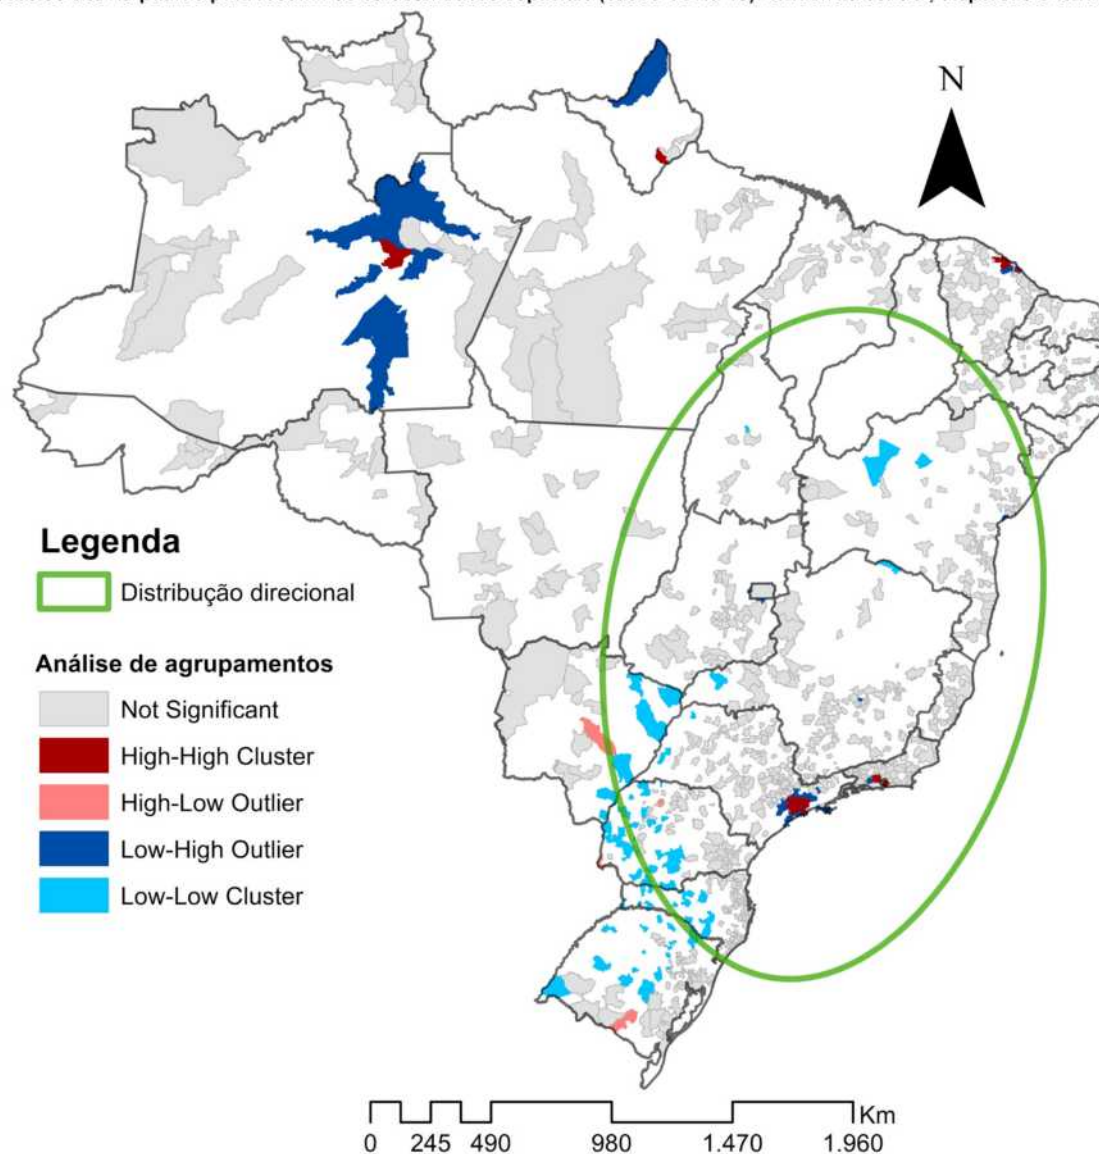 N
Legenda
Distribução direcional
Análise de agrupamentos
Not Significant
High-High Cluster
High-Low Outlier
Low-High Outlier
Low-Low Cluster
Km
0 245 490 980 1.470 1.960